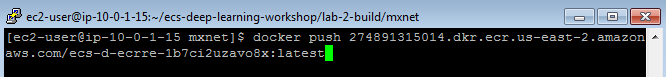 ec2-user@ip-10-0-1-15:~/ecs-deep-learning-workshop/lab-2-build/mxnet
[ec2-user@ip-10-0-1-15 mxnet]$ docker push 274891315014.dkr.ecr.us-east-2.amazon
aws.com/ecs-d-ecrre-1b7ci2uzavo8x:latest